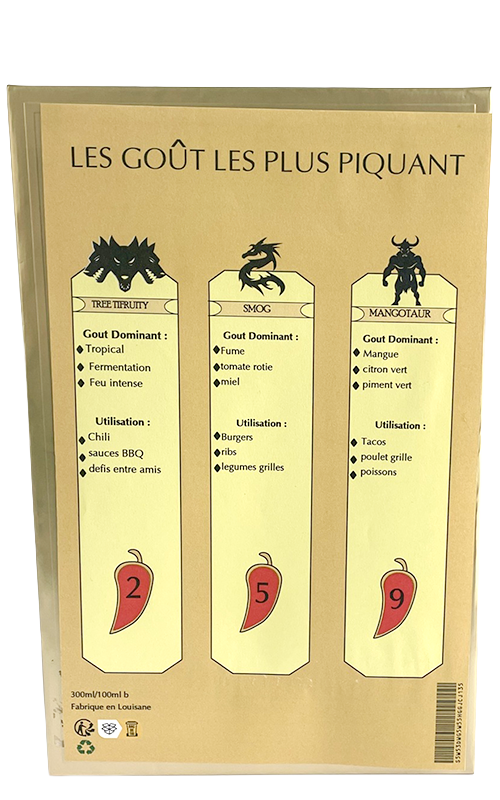 LES GOÛT LES PLUS PIQUANT
TREE TIFRUITY
Gout Dominant :
Tropical
Fermentation
Feu intense
Utilisation :
Chili
sauces BBQ
defis entre amis
2
SMOG
Gout Dominant :
Fume
tomate rotie
miel
Utilisation :
Burgers
ribs
legumes grilles
5
MANGOTAUR
Gout Dominant :
Mangue
citron vert
piment vert
Utilisation :
Tacos
poulet grille
poissons
9
300ml/100ml b
Fabrique en Louisane